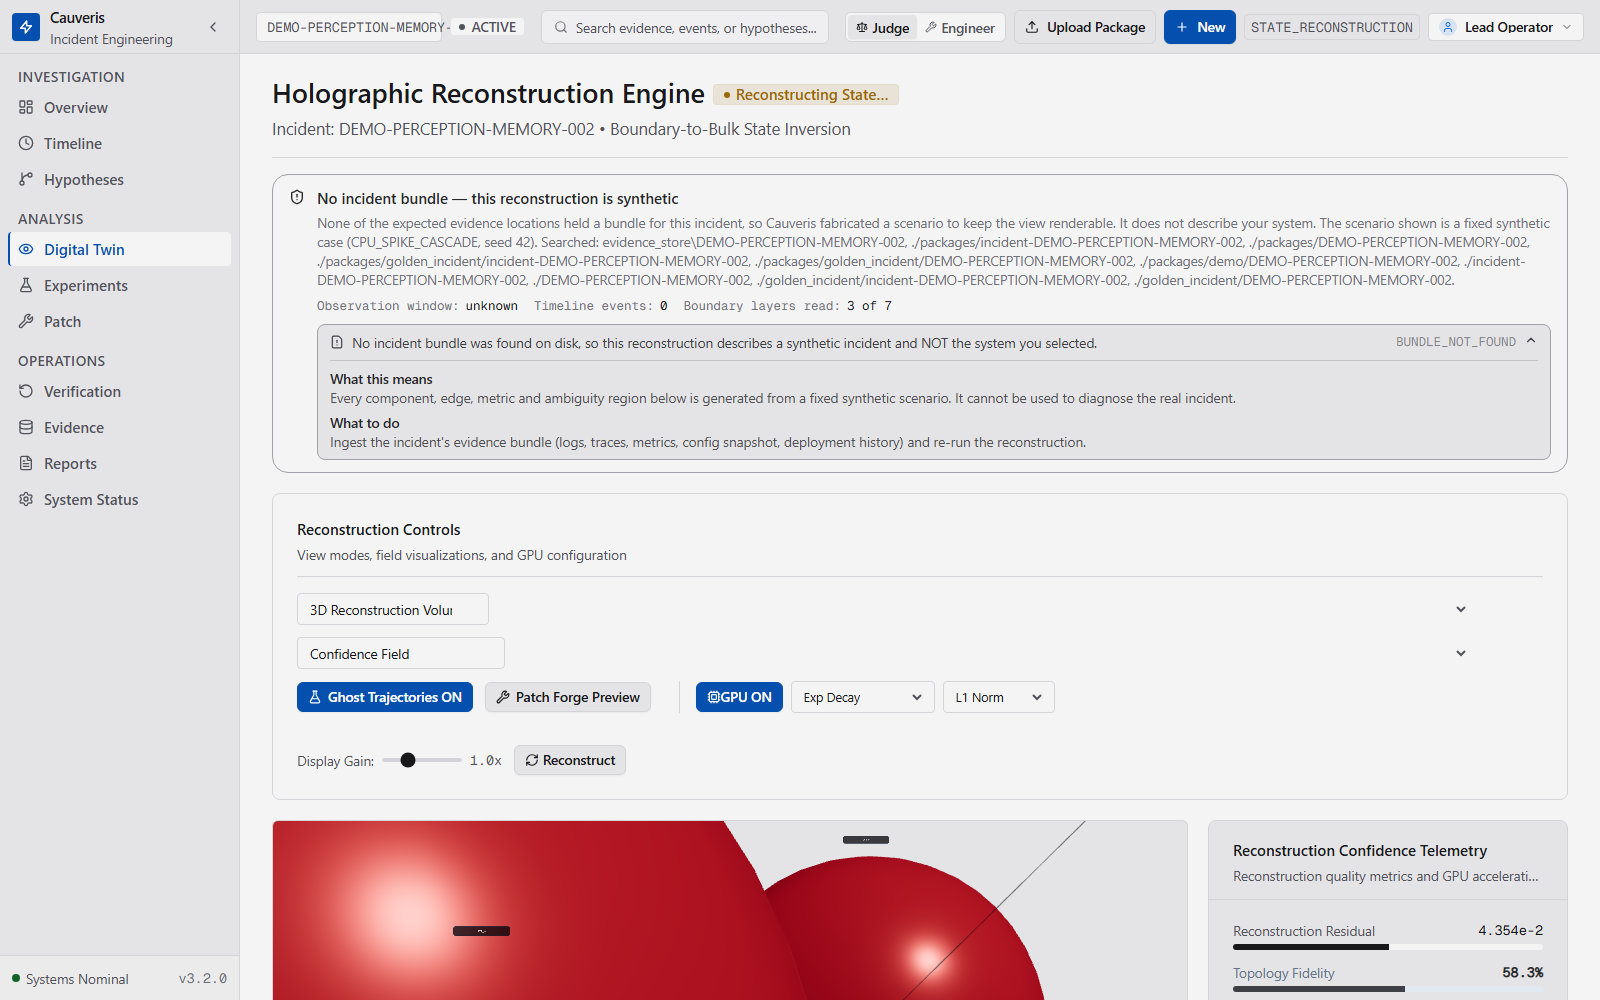 Cauveris
Incident Engineering
DEMO-PERCEPTION-MEMORY-
ACTIVE
Search evidence, events, or hypotheses...
Judge
Engineer
Upload Package
New
STATE_RECONSTRUCTION
Lead Operator
INVESTIGATION
Overview
Timeline
Hypotheses
ANALYSIS
Digital Twin
Experiments
Patch
OPERATIONS
Verification
Evidence
Reports
System Status
Systems Nominal
v3.2.0
Holographic Reconstruction Engine
Reconstructing State...
Incident: DEMO-PERCEPTION-MEMORY-002 • Boundary-to-Bulk State Inversion
No incident bundle — this reconstruction is synthetic
None of the expected evidence locations held a bundle for this incident, so Cauveris fabricated a scenario to keep the view renderable. It does not describe your system. The scenario shown is a fixed synthetic
case (CPU_SPIKE_CASCADE, seed 42). Searched: evidence_store\DEMO-PERCEPTION-MEMORY-002, ./packages/incident-DEMO-PERCEPTION-MEMORY-002, ./packages/DEMO-PERCEPTION-MEMORY-002,
./packages/golden_incident/incident-DEMO-PERCEPTION-MEMORY-002, ./packages/golden_incident/DEMO-PERCEPTION-MEMORY-002, ./packages/demo/DEMO-PERCEPTION-MEMORY-002, ./incident-
DEMO-PERCEPTION-MEMORY-002, ./DEMO-PERCEPTION-MEMORY-002, ./golden_incident/incident-DEMO-PERCEPTION-MEMORY-002, ./golden_incident/DEMO-PERCEPTION-MEMORY-002.
Observation window: unknown Timeline events: 0 Boundary layers read: 3 of 7
No incident bundle was found on disk, so this reconstruction describes a synthetic incident and NOT the system you selected.
BUNDLE_NOT_FOUND
What this means
Every component, edge, metric and ambiguity region below is generated from a fixed synthetic scenario. It cannot be used to diagnose the real incident.
What to do
Ingest the incident's evidence bundle (logs, traces, metrics, config snapshot, deployment history) and re-run the reconstruction.
Reconstruction Controls
View modes, field visualizations, and GPU configuration
3D Reconstruction Volu
Confidence Field
Ghost Trajectories ON
Patch Forge Preview
GPU ON
Exp Decay
L1 Norm
Display Gain:
1.0x
Reconstruct
Reconstruction Confidence Telemetry
Reconstruction quality metrics and GPU accelerati...
Reconstruction Residual
4.354e-2
Topology Fidelity
58.3%